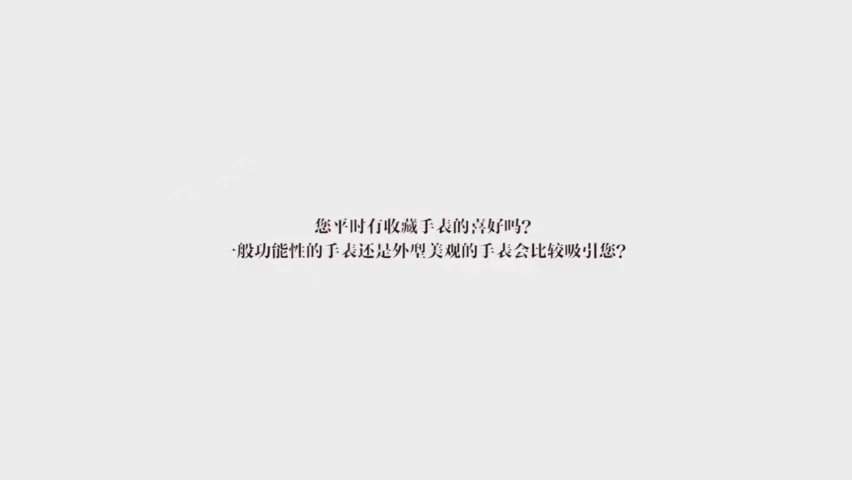 您平时有收藏手表的喜好吗?
一般功能性的手表还是外型美观的手表会比较吸引您?